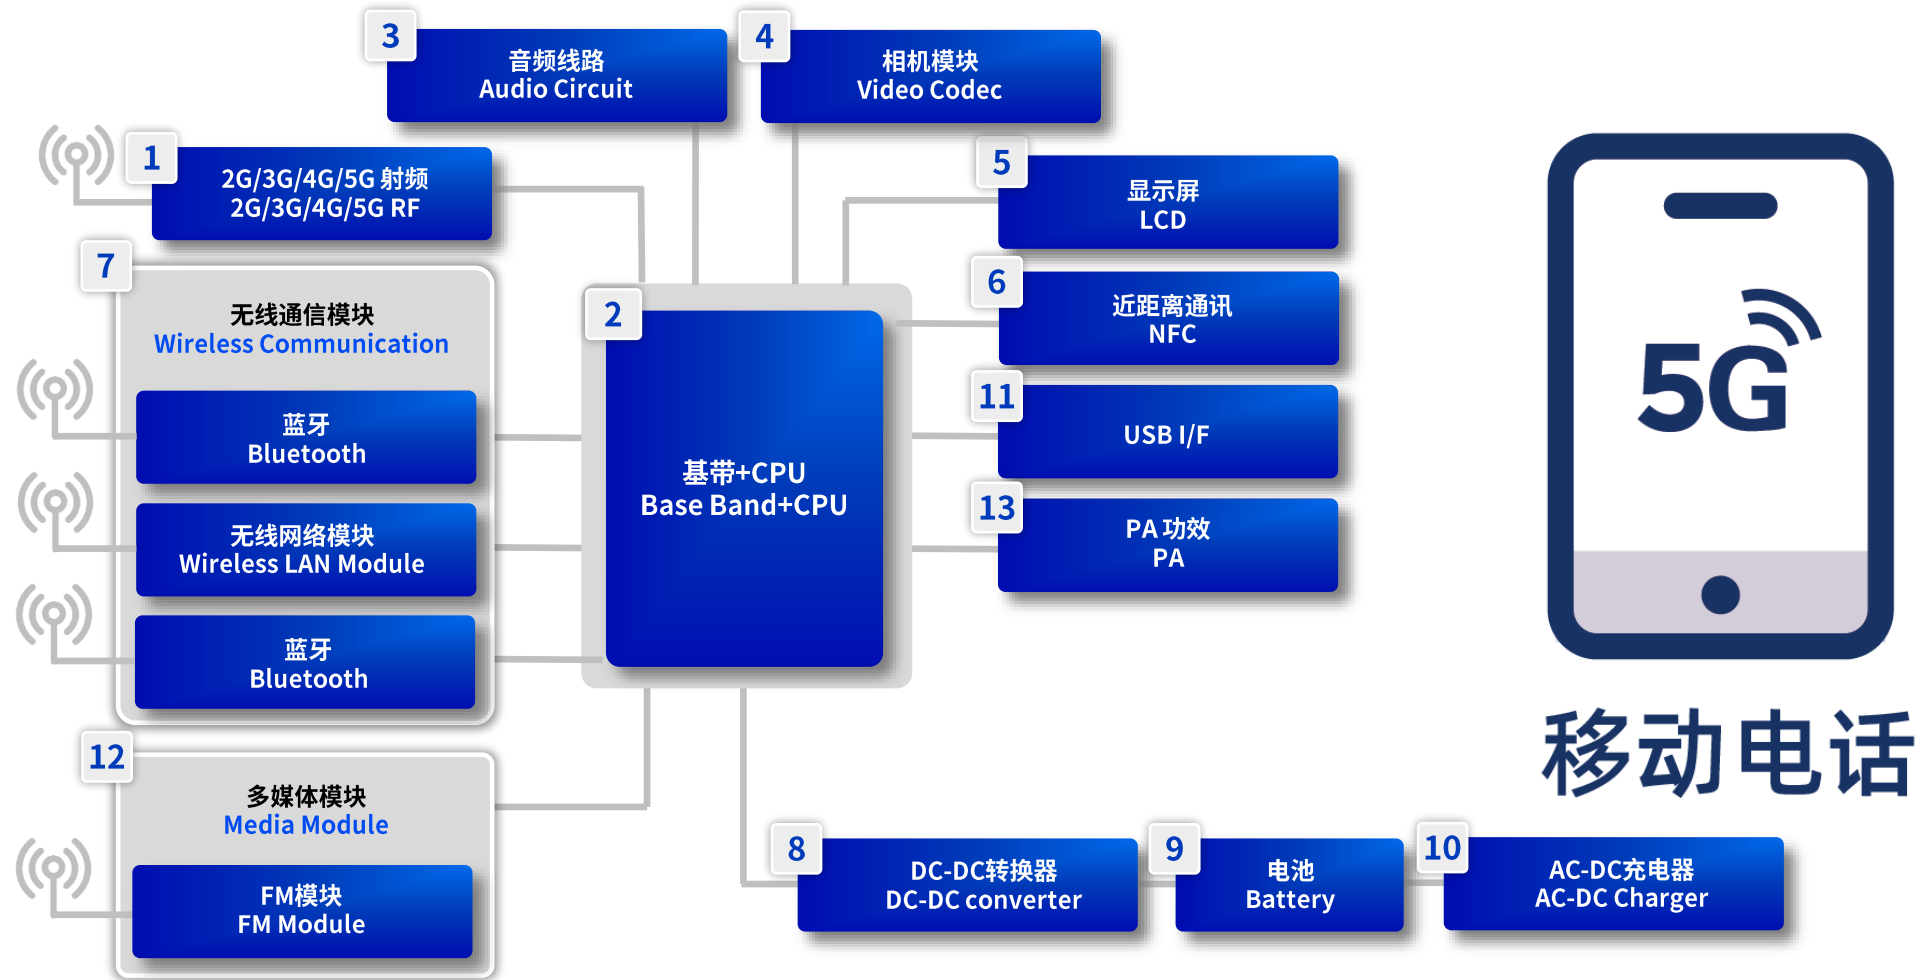 3
音频线路
Audio Circuit
4
相机模块
Video Codec
1
2G/3G/4G/5G 射频
2G/3G/4G/5G RF
5
显示屏
LCD
7
无线通信模块
Wireless Communication
蓝牙
Bluetooth
无线网络模块
Wireless LAN Module
蓝牙
Bluetooth
2
基带+CPU
Base Band+CPU
6
近距离通讯
NFC
11
USB I/F
13
PA 功效
PA
5G
移动电话
12
多媒体模块
Media Module
FM模块
FM Module
8
DC-DC转换器
DC-DC converter
9
电池
Battery
10
AC-DC充电器
AC-DC Charger